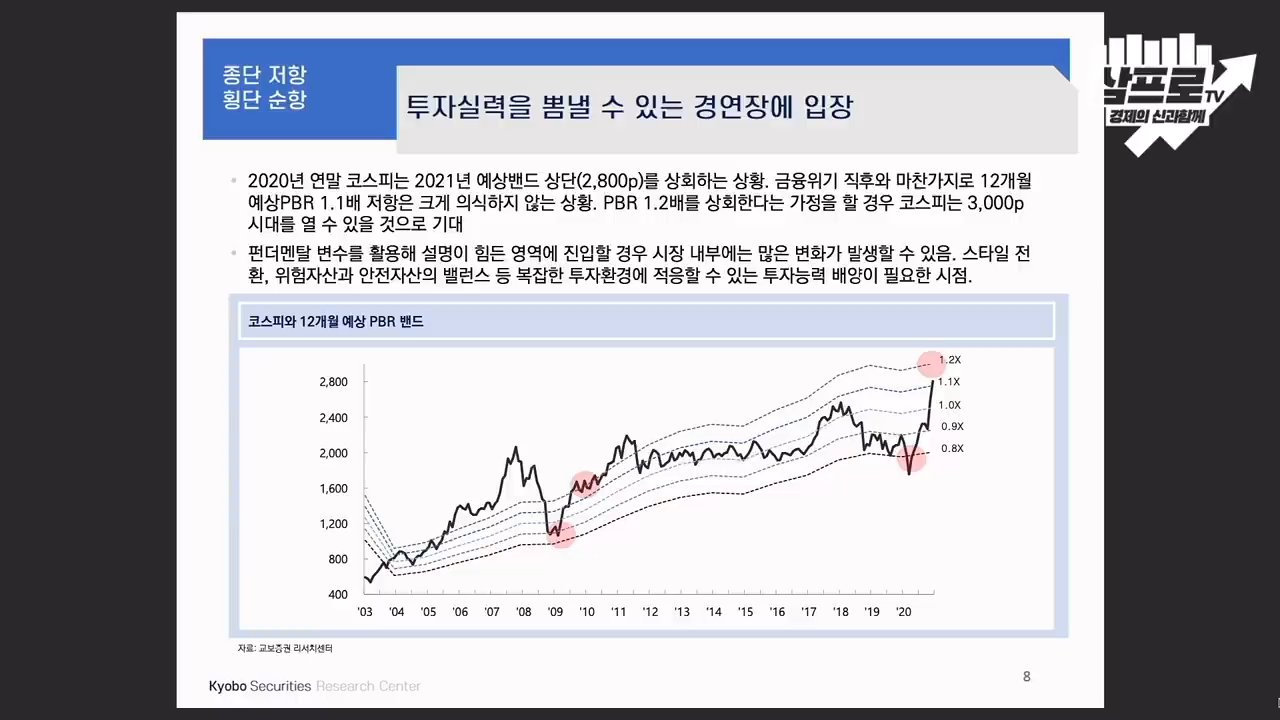 종단 저항
횡단 순항
투자실력을 뽐낼 수 있는 경연장에 입장
삼프로TV
경제의 신과함께
• 2020년 연말 코스피는 2021년 예상밴드 상단(2,800p)를 상회하는 상황. 금융위기 직후와 마찬가지로 12개월
예상PBR 1.1배 저항은 크게 의식하지 않는 상황. PBR 1.2배를 상회한다는 가정을 할 경우 코스피는 3,000p
시대를 열 수 있을 것으로 기대
• 펀더멘탈 변수를 활용해 설명이 힘든 영역에 진입할 경우 시장 내부에는 많은 변화가 발생할 수 있음. 스타일 전
환, 위험자산과 안전자산의 밸런스 등 복잡한 투자환경에 적응할 수 있는 투자능력 배양이 필요한 시점.
코스피와 12개월 예상 PBR 밴드
2,800
2,400
2,000
1,600
1,200
800
400
1.2X
1.1X
1.0X
0.9X
0.8X
'03 '04 '05 '06 '07 '08 '09 '10 '11 '12 '13 '14 '15 '16 '17 '18 '19 '20
자료: 교보증권 리서치센터
Kyobo Securities Research Center
8